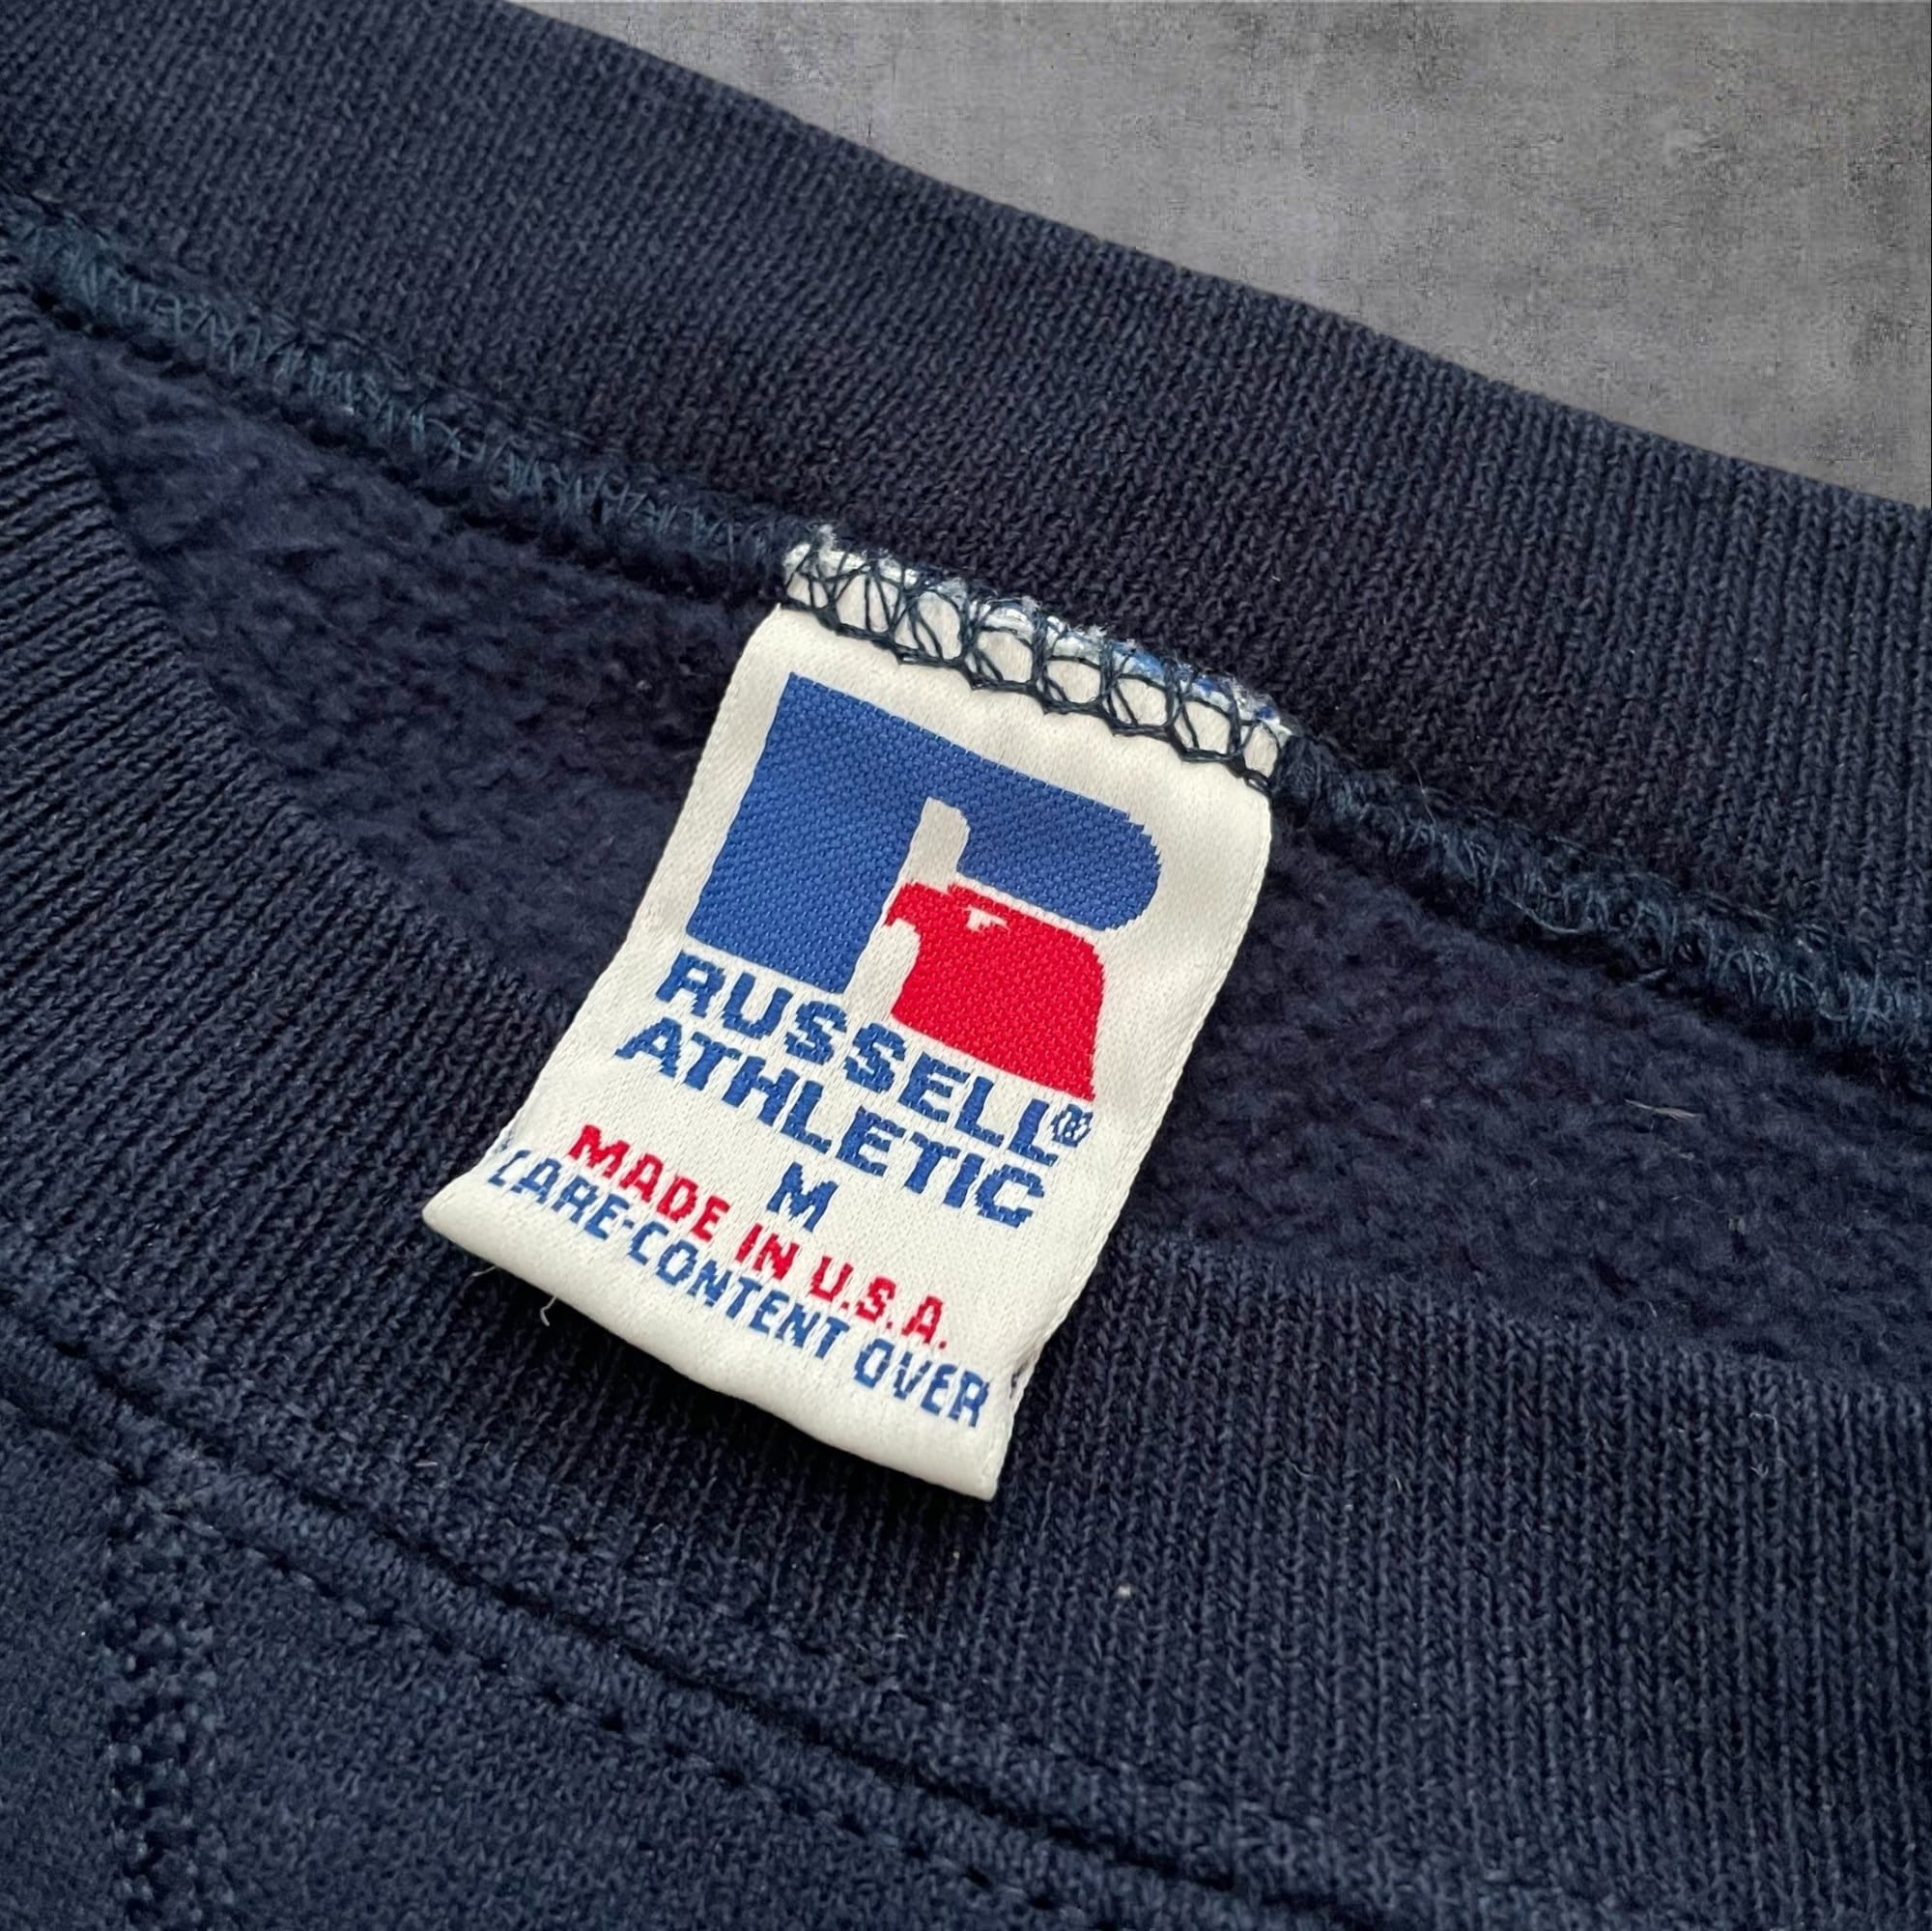 RUSSELL®
ATHLETIC
M
MADE IN U.S.A.
CARE-CONTENT OVER